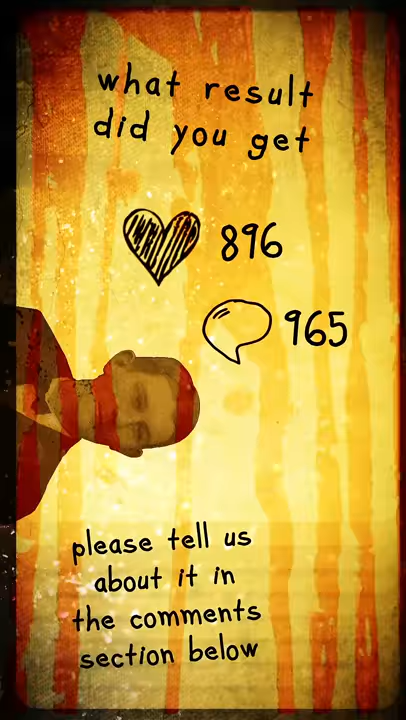 what result
did you get
896
965
please tell us
about it in
the comments
section below